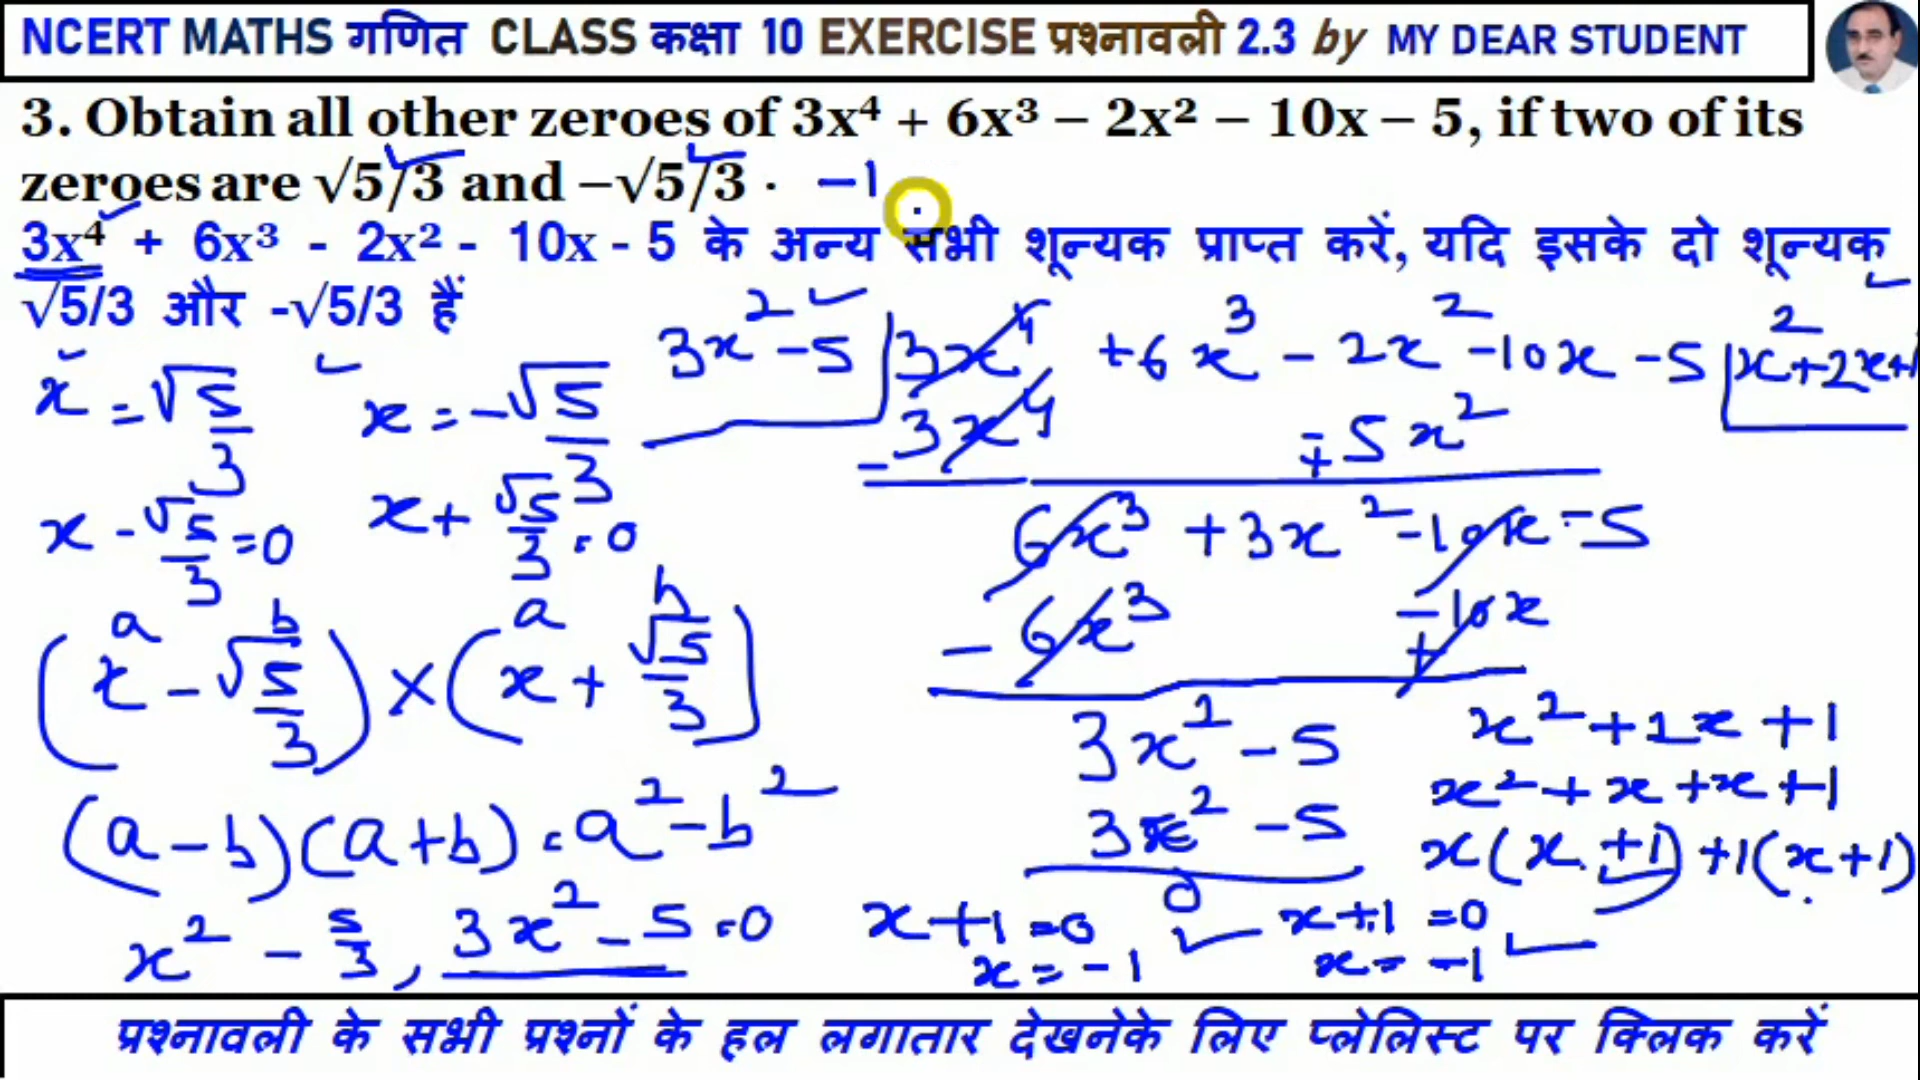 NCERT MATHS गणित CLASS कक्षा 10 EXERCISE प्रश्नावली 2.3 by MY DEAR STUDENT
3. Obtain all other zeroes of 3x⁴ + 6x³ – 2x² – 10x – 5, if two of its
zeroes are √5/3 and –√5/3 . -1
3x⁴ + 6x³ - 2x² - 10x - 5 के अन्य सभी शून्यक प्राप्त करें, यदि इसके दो शून्यक
√5/3 और -√5/3 हैं
x = √5/3
x = -√5/3
x - √5/3 = 0
x + √5/3 = 0
a b a b
(x - √5/3) × (x + √5/3)
(a-b)(a+b) = a² - b²
x² - 5/3, 3x² - 5 = 0
3x² - 5 | 3x⁴ + 6x³ - 2x² - 10x - 5 | x² + 2x + 1
- 3x⁴ ∓ 5x²
6x³ + 3x² - 10x - 5
- 6x³ - 10x
+
3x² - 5
3x² - 5
0
x² + 2x + 1
x² + x + x + 1
x(x+1) + 1(x+1)
x+1 = 0 x+1 = 0
x = -1 x = -1
प्रश्नावली के सभी प्रश्नों के हल लगातार देखनेके लिए प्लेलिस्ट पर क्लिक करें